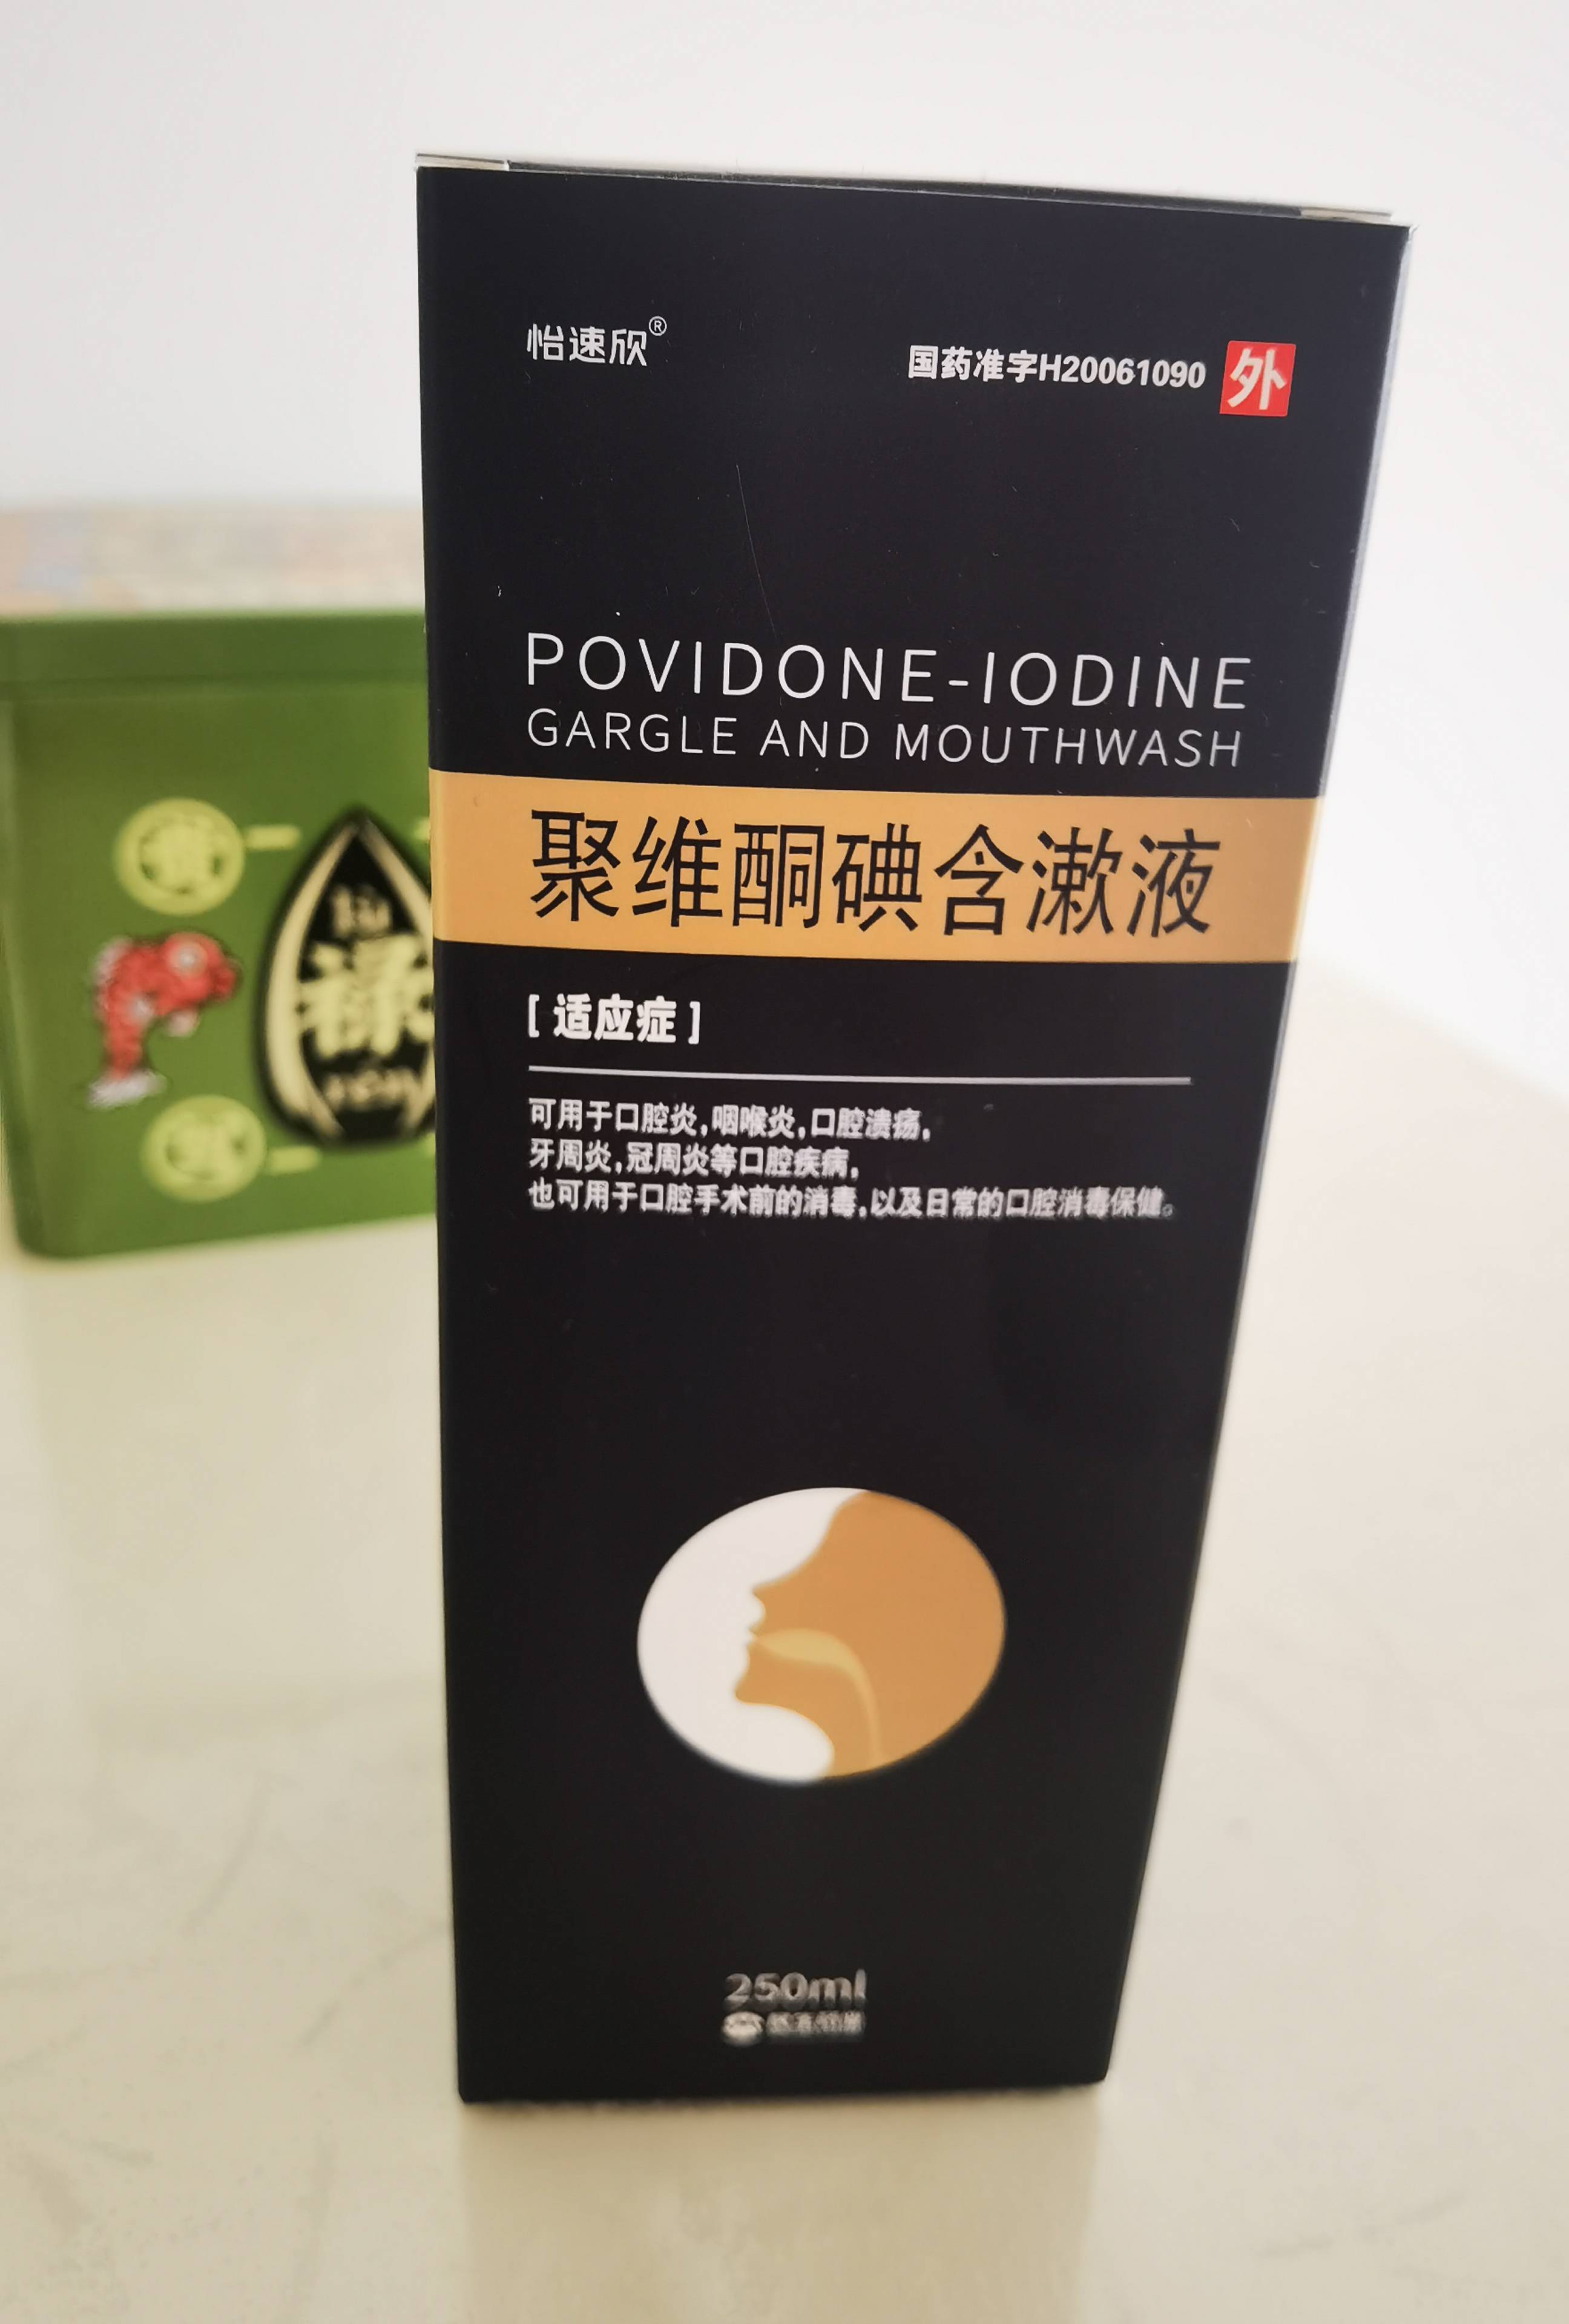 怡速欣®
国药准字H20061090 外
POVIDONE-IODINE
GARGLE AND MOUTHWASH
聚维酮碘含漱液
[ 适应症 ]
可用于口腔炎,咽喉炎,口腔溃疡,
牙周炎,冠周炎等口腔疾病,
也可用于口腔手术前的消毒,以及日常的口腔消毒保健。
250ml
禄